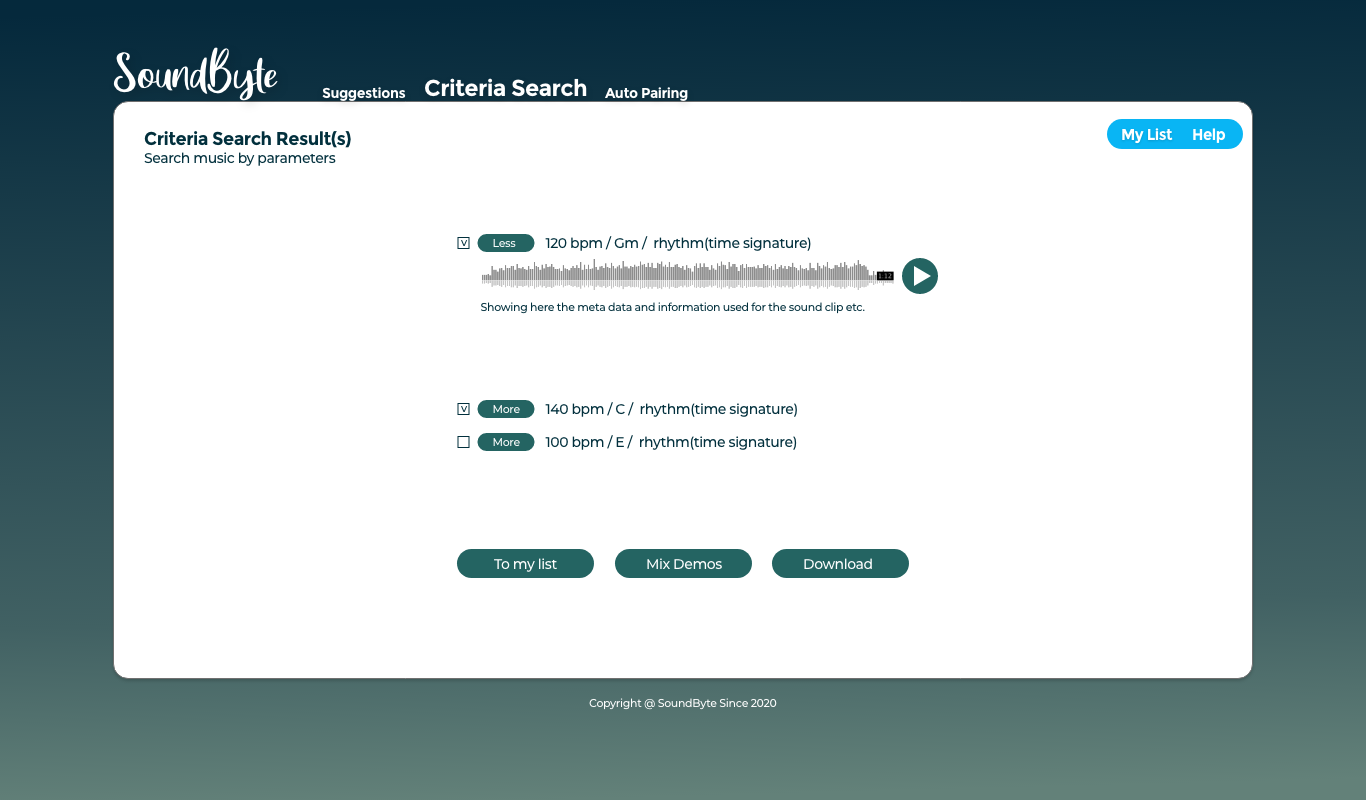 SoundByte
Suggestions Criteria Search Auto Pairing
Criteria Search Result(s)
Search music by parameters
My List Help
v Less 120 bpm / Gm / rhythm(time signature)
1:12
Showing here the meta data and information used for the sound clip etc.
v More 140 bpm / C / rhythm(time signature)
More 100 bpm / E / rhythm(time signature)
To my list Mix Demos Download
Copyright @ SoundByte Since 2020